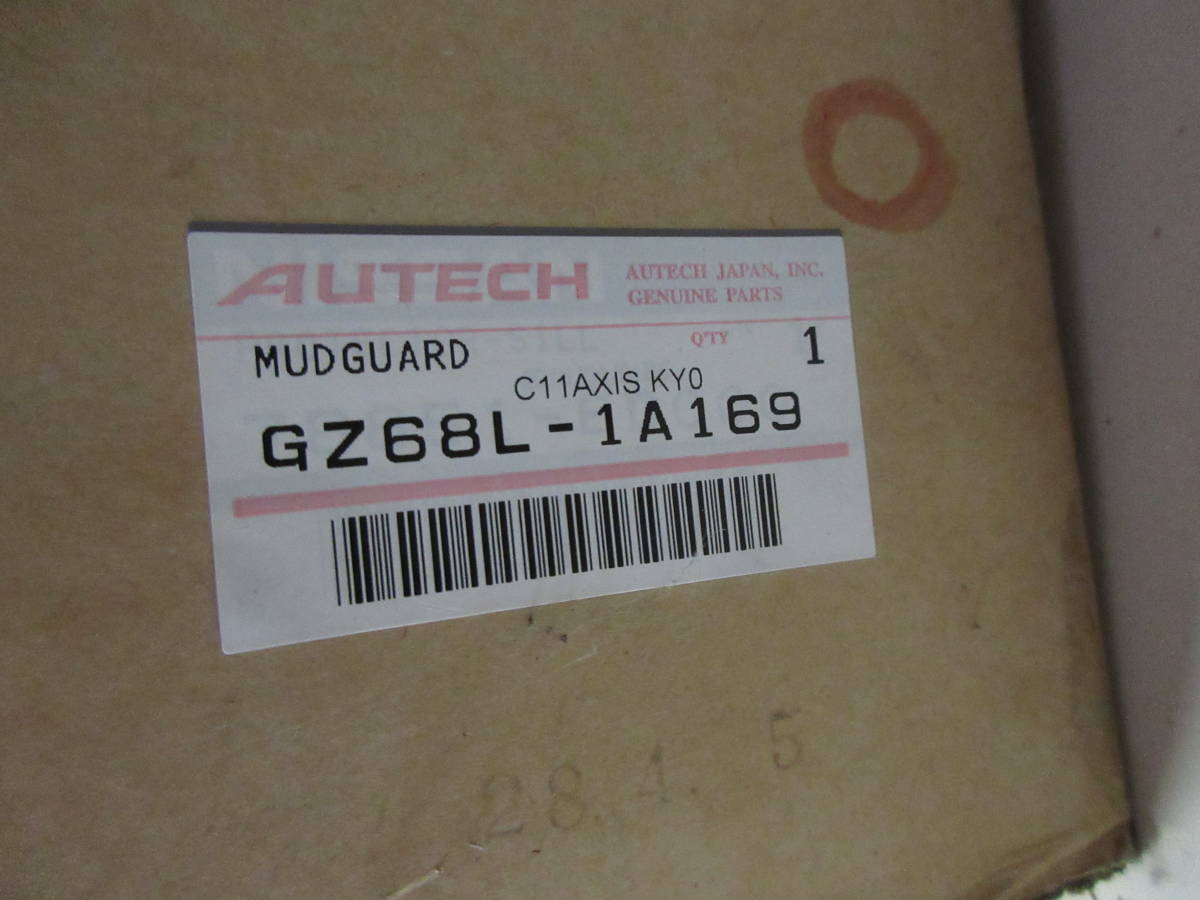 AUTECH
AUTECH JAPAN, INC.
GENUINE PARTS
MUDGUARD
Q'TY 1
C11AXIS KY0
GZ68L-1A169
28. 4. 5